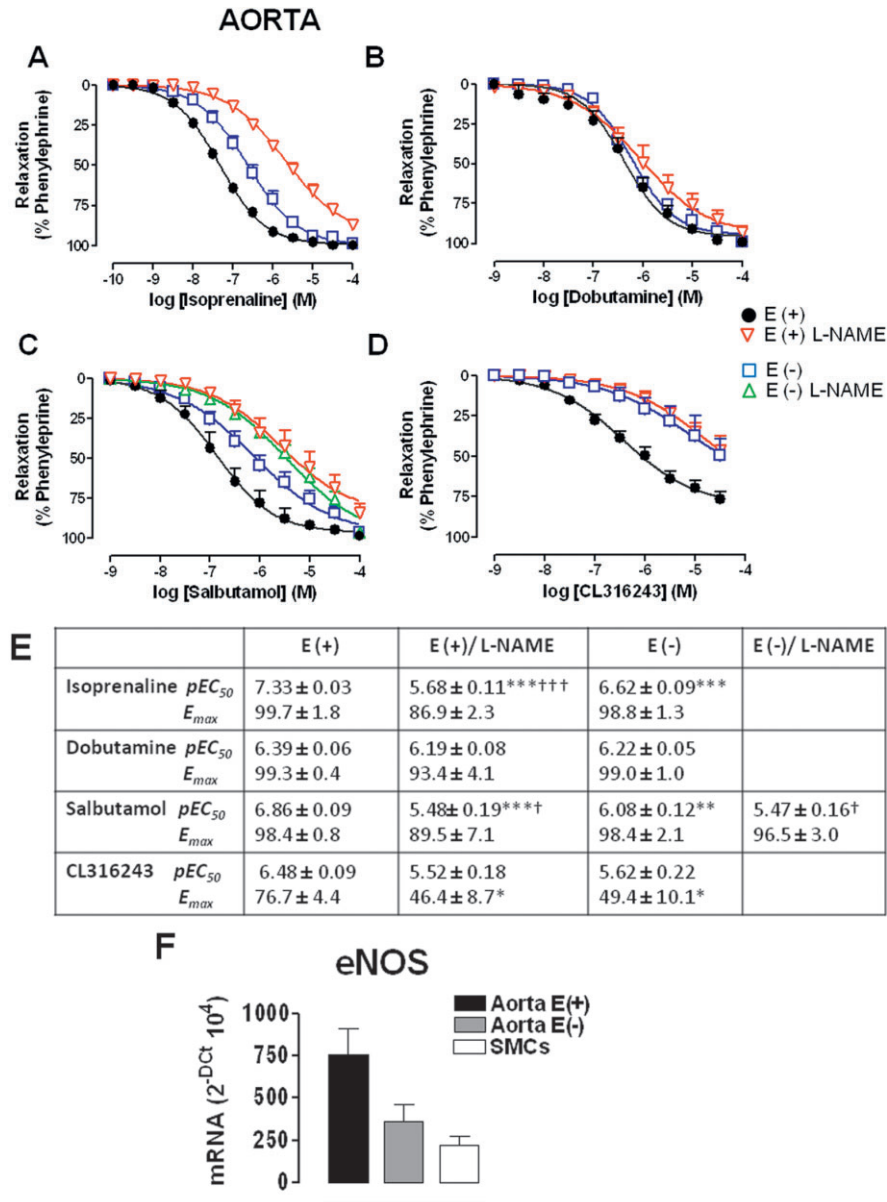 AORTA
A
0
25
50
75
100
Relaxation
(% Phenylephrine)
-10 -9 -8 -7 -6 -5 -4
log [Isoprenaline] (M)
B
0
25
50
75
100
Relaxation
(% Phenylephrine)
-9 -8 -7 -6 -5 -4
log [Dobutamine] (M)
E (+)
E (+) L-NAME
E (-)
E (-) L-NAME
C
0
25
50
75
100
Relaxation
(% Phenyleprine)
-9 -8 -7 -6 -5 -4
log [Salbutamol] (M)
D
0
25
50
75
100
Relaxation
(% Phenylephrine)
-9 -8 -7 -6 -5 -4
log [CL316243] (M)
E
E (+) E (+)/ L-NAME E (-) E (-)/ L-NAME
Isoprenaline pEC50 7.33 ± 0.03 5.68 ± 0.11***††† 6.62 ± 0.09***
Emax 99.7 ± 1.8 86.9 ± 2.3 98.8 ± 1.3
Dobutamine pEC50 6.39 ± 0.06 6.19 ± 0.08 6.22 ± 0.05
Emax 99.3 ± 0.4 93.4 ± 4.1 99.0 ± 1.0
Salbutamol pEC50 6.86 ± 0.09 5.48± 0.19***† 6.08 ± 0.12** 5.47 ± 0.16†
Emax 98.4 ± 0.8 89.5 ± 7.1 98.4 ± 2.1 96.5 ± 3.0
CL316243 pEC50 6.48 ± 0.09 5.52 ± 0.18 5.62 ± 0.22
Emax 76.7 ± 4.4 46.4 ± 8.7* 49.4 ± 10.1*
F
eNOS
1000
750
500
250
0
mRNA (2-DCt 104)
Aorta E(+)
Aorta E(-)
SMCs